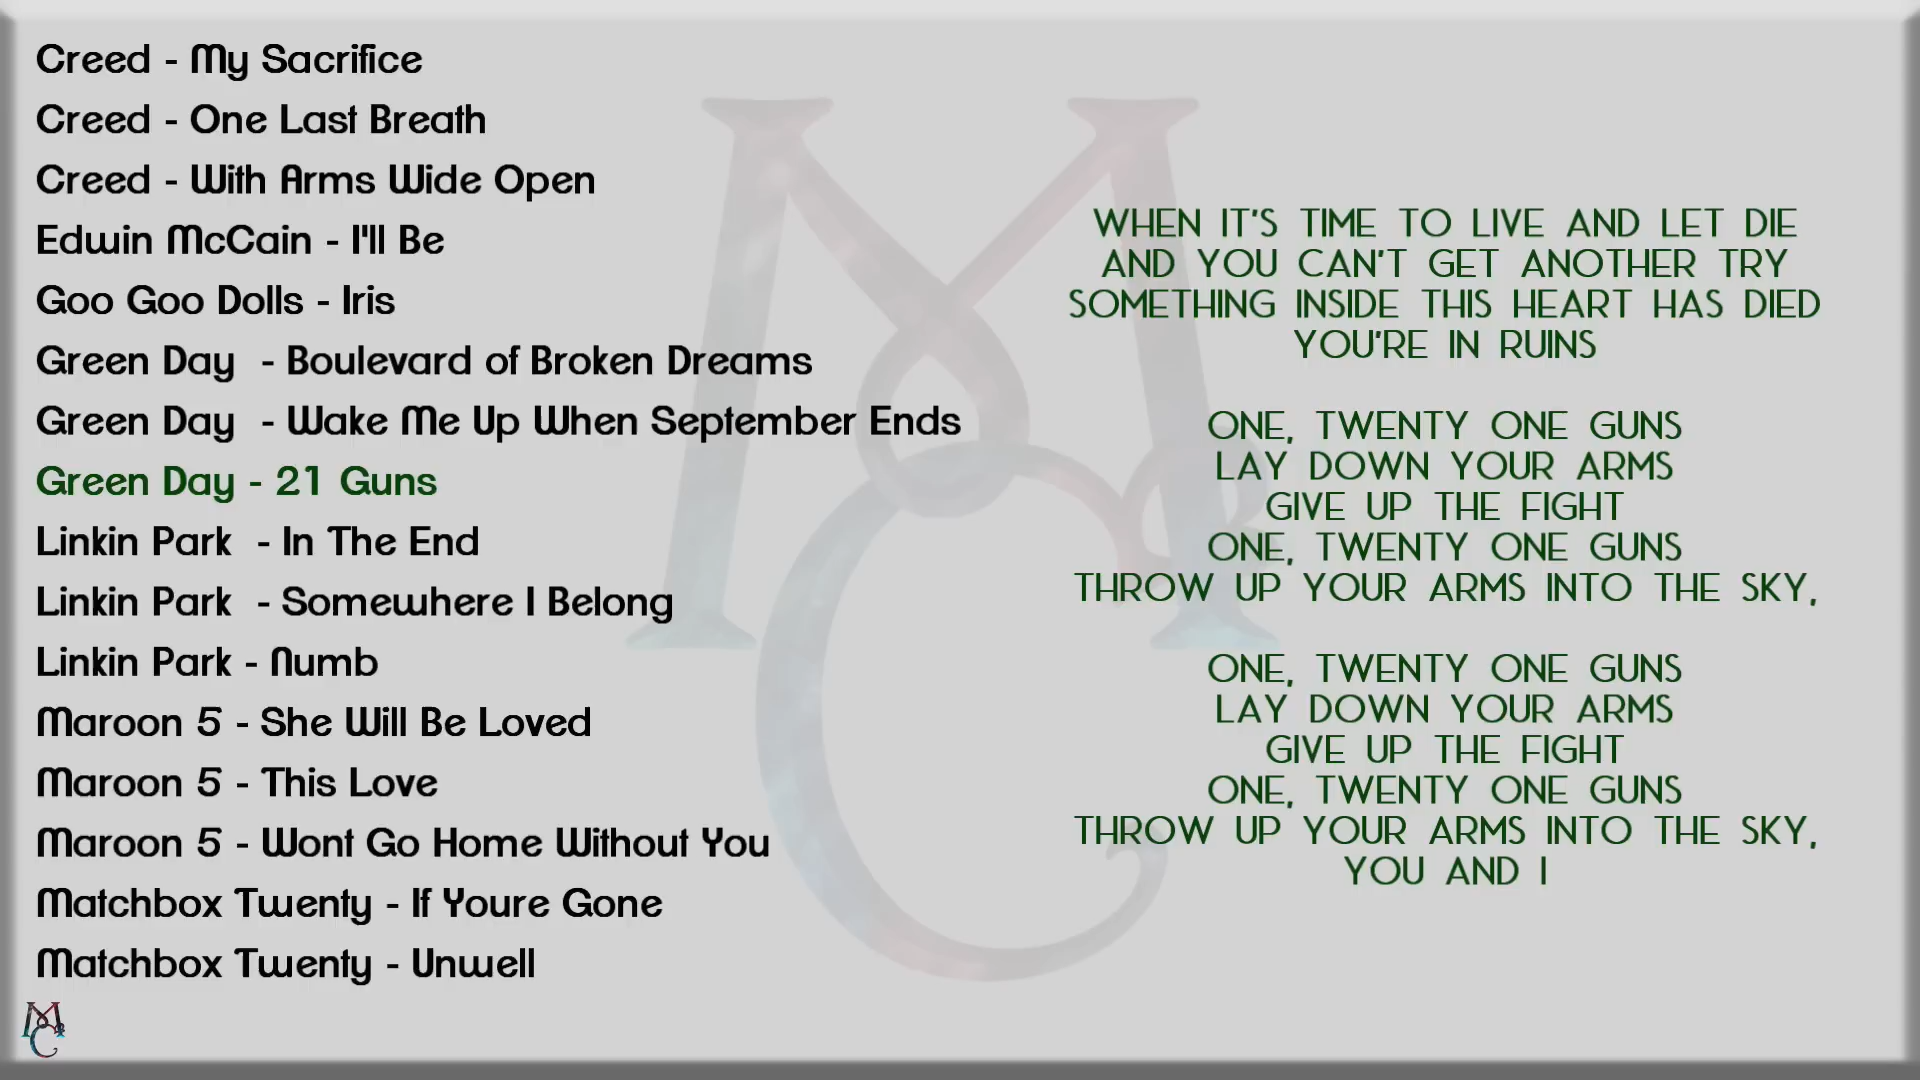 Creed - My Sacrifice
Creed - One Last Breath
Creed - With Arms Wide Open
Edwin McCain - I'll Be
Goo Goo Dolls - Iris
Green Day  - Boulevard of Broken Dreams
Green Day  - Wake Me Up When September Ends
Green Day - 21 Guns
Linkin Park  - In The End
Linkin Park  - Somewhere I Belong
Linkin Park - Numb
Maroon 5 - She Will Be Loved
Maroon 5 - This Love
Maroon 5 - Wont Go Home Without You
Matchbox Twenty - If Youre Gone
Matchbox Twenty - Unwell
WHEN IT'S TIME TO LIVE AND LET DIE
AND YOU CAN'T GET ANOTHER TRY
SOMETHING INSIDE THIS HEART HAS DIED
YOU'RE IN RUINS
ONE, TWENTY ONE GUNS
LAY DOWN YOUR ARMS
GIVE UP THE FIGHT
ONE, TWENTY ONE GUNS
THROW UP YOUR ARMS INTO THE SKY,
ONE, TWENTY ONE GUNS
LAY DOWN YOUR ARMS
GIVE UP THE FIGHT
ONE, TWENTY ONE GUNS
THROW UP YOUR ARMS INTO THE SKY,
YOU AND I